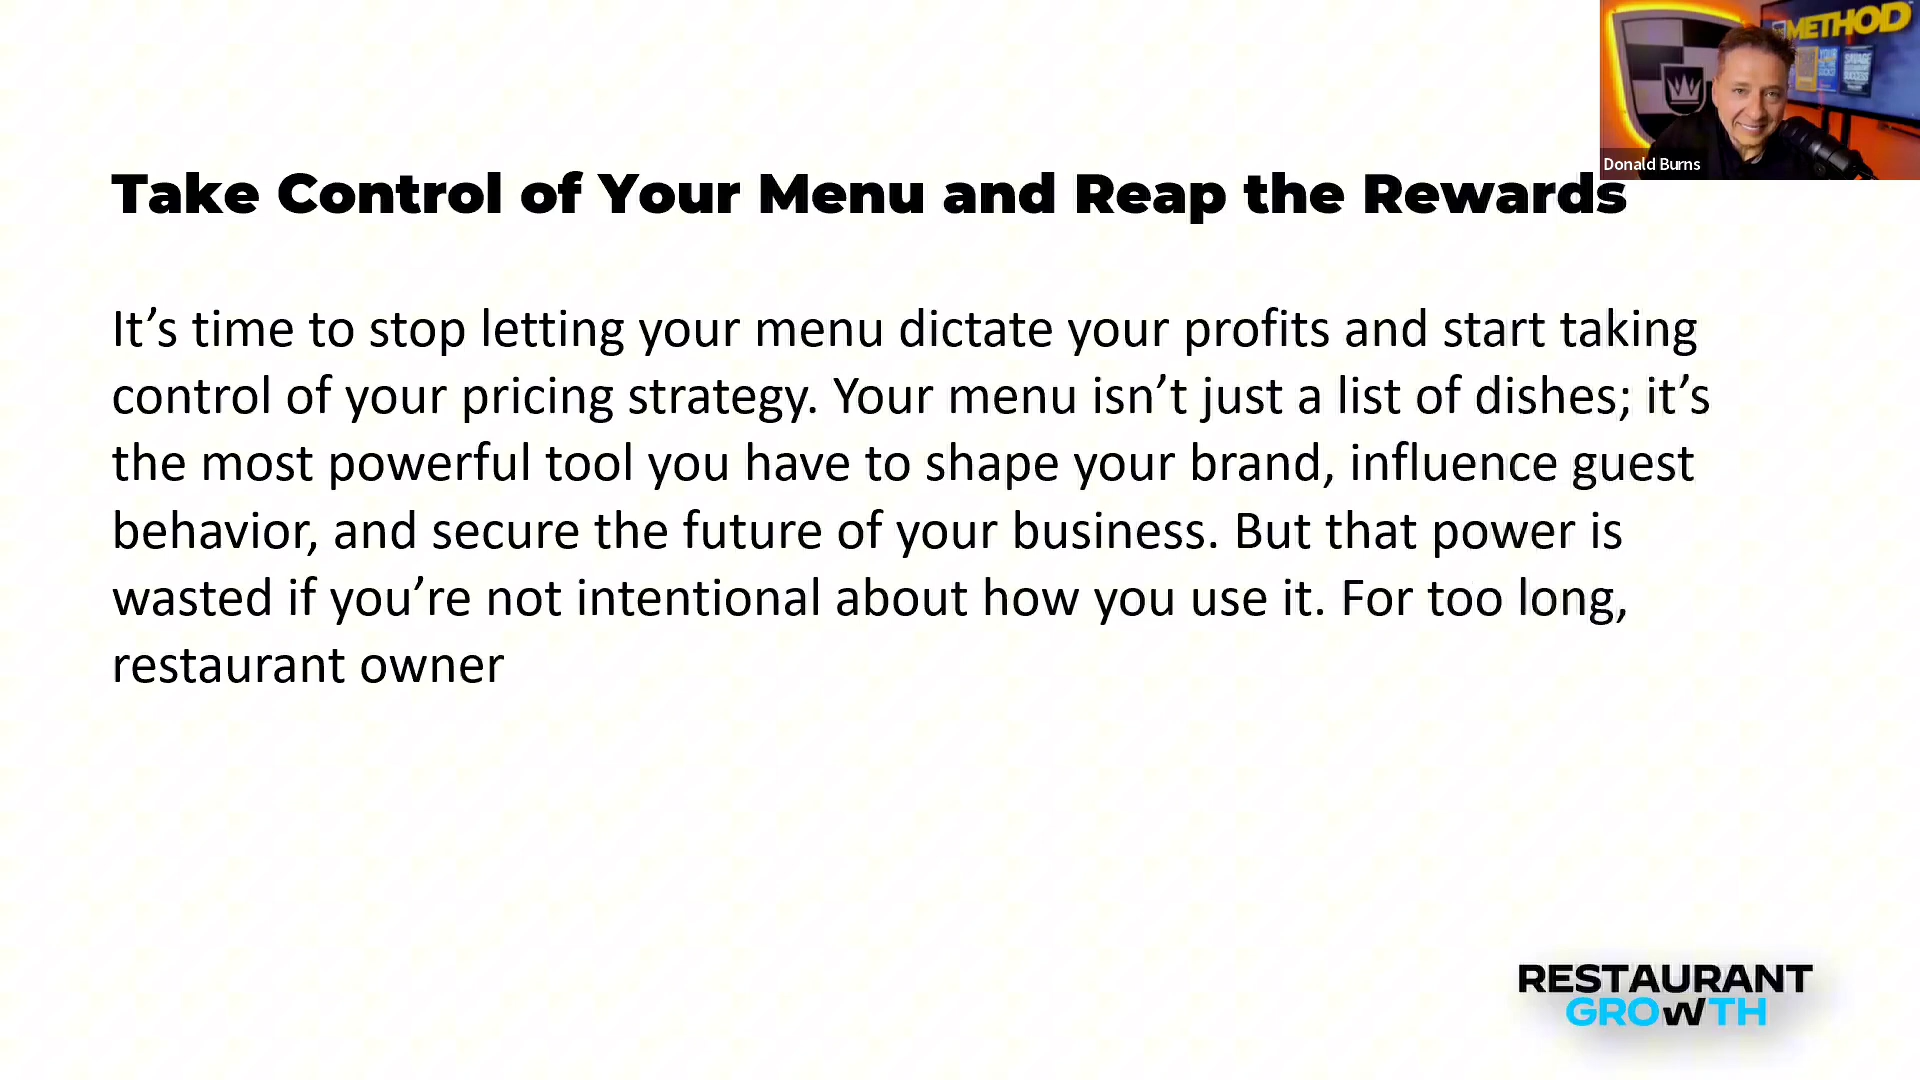 METHOD
YOUR
SAVAGE
SUCCESS
Donald Burns
Take Control of Your Menu and Reap the Rewards
It’s time to stop letting your menu dictate your profits and start taking
control of your pricing strategy. Your menu isn’t just a list of dishes; it’s
the most powerful tool you have to shape your brand, influence guest
behavior, and secure the future of your business. But that power is
wasted if you’re not intentional about how you use it. For too long,
restaurant owner
RESTAURANT
GROWTH